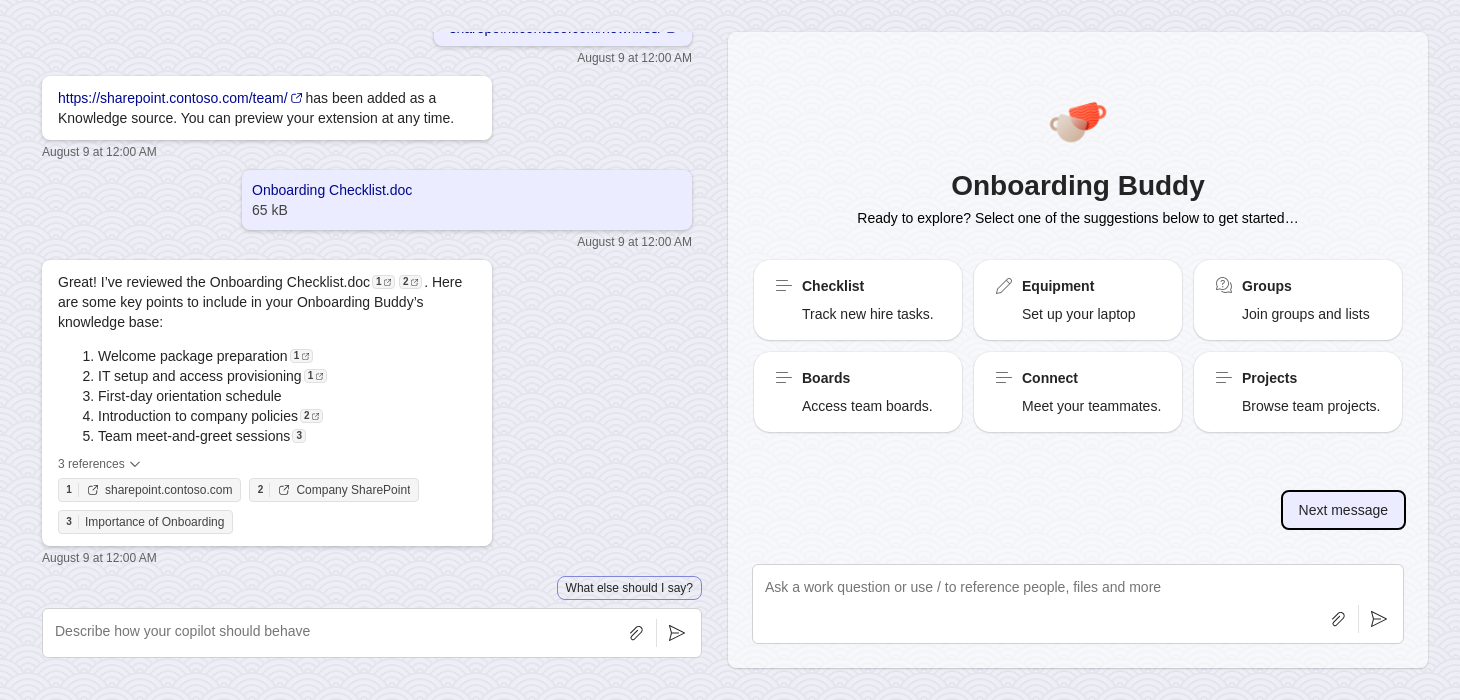 August 9 at 12:00 AM
https://sharepoint.contoso.com/team/ has been added as a
Knowledge source. You can preview your extension at any time.
August 9 at 12:00 AM
Onboarding Checklist.doc
65 kB
August 9 at 12:00 AM
Great! I've reviewed the Onboarding Checklist.doc 1 2 . Here
are some key points to include in your Onboarding Buddy's
knowledge base:
1. Welcome package preparation 1
2. IT setup and access provisioning 1
3. First-day orientation schedule
4. Introduction to company policies 2
5. Team meet-and-greet sessions 3
3 references
1 sharepoint.contoso.com 2 Company SharePoint
3 Importance of Onboarding
August 9 at 12:00 AM
What else should I say?
Describe how your copilot should behave
Onboarding Buddy
Ready to explore? Select one of the suggestions below to get started…
Checklist
Track new hire tasks.
Equipment
Set up your laptop
Groups
Join groups and lists
Boards
Access team boards.
Connect
Meet your teammates.
Projects
Browse team projects.
Next message
Ask a work question or use / to reference people, files and more